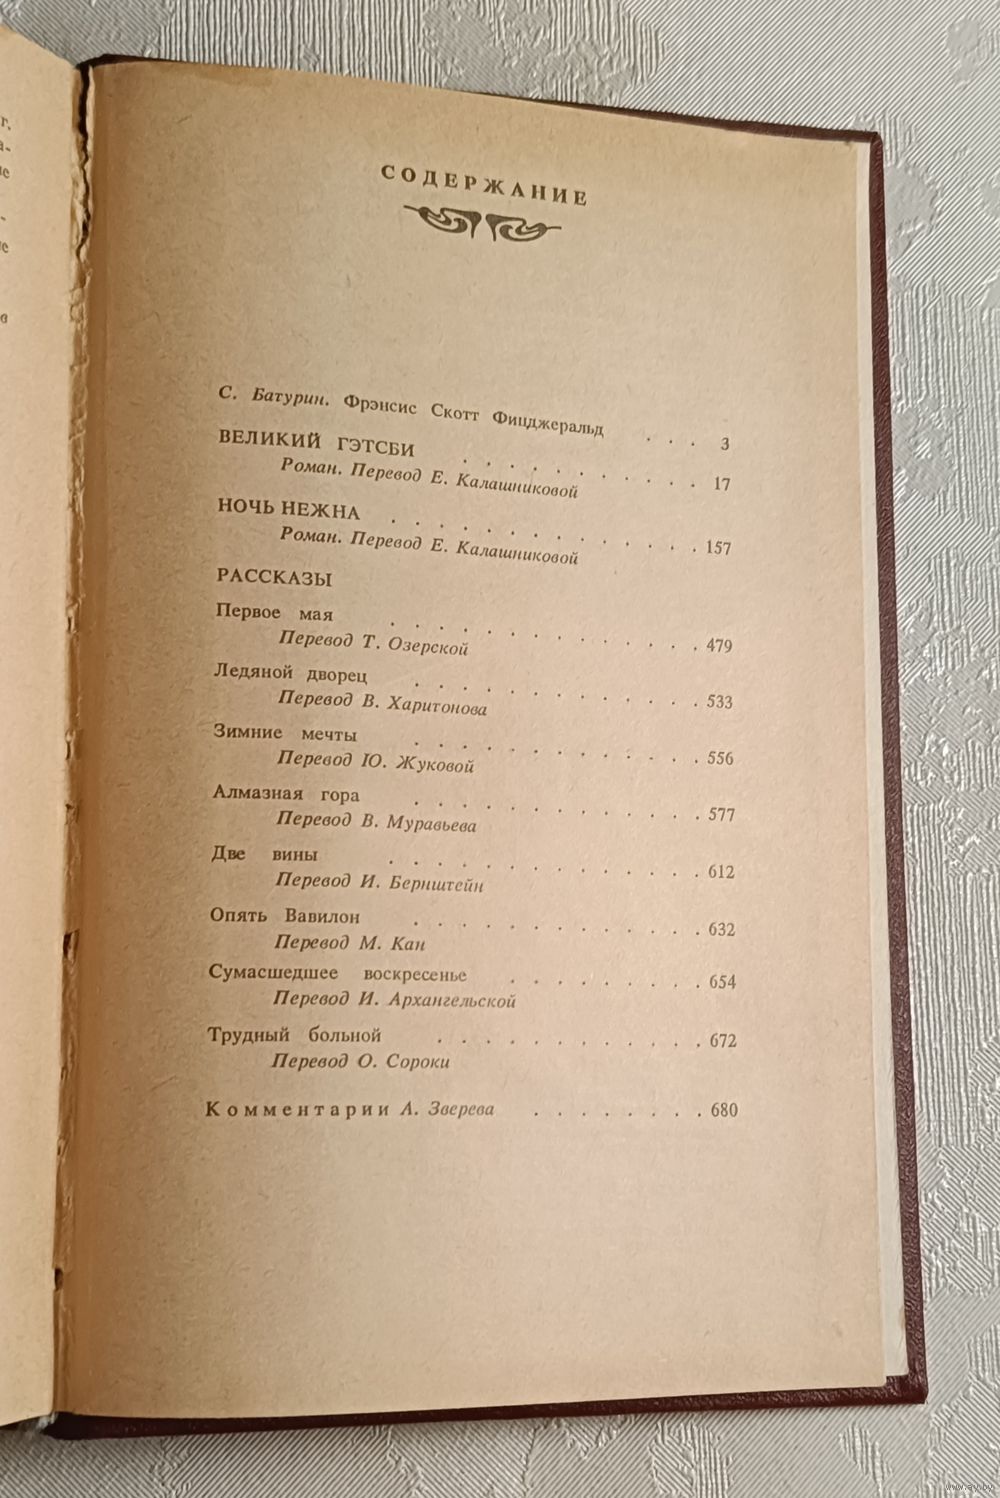 СОДЕРЖАНИЕ
С. Батурин. Фрэнсис Скотт Фицджеральд . . . 3
ВЕЛИКИЙ ГЭТСБИ . . . . . . . . . . . 17
Роман. Перевод Е. Калашниковой
НОЧЬ НЕЖНА . . . . . . . . . . . . . . 157
Роман. Перевод Е. Калашниковой
РАССКАЗЫ
Первое мая . . . . . . . . . . . . . . 479
Перевод Т. Озерской
Ледяной дворец . . . . . . . . . . . . . 533
Перевод В. Харитонова
Зимние мечты . . . . . . . . . . . . . 556
Перевод Ю. Жуковой
Алмазная гора . . . . . . . . . . . . . 577
Перевод В. Муравьева
Две вины . . . . . . . . . . . . . . 612
Перевод И. Бернштейн
Опять Вавилон . . . . . . . . . . . . . 632
Перевод М. Кан
Сумасшедшее воскресенье . . . . . . . . . 654
Перевод И. Архангельской
Трудный больной . . . . . . . . . . . . 672
Перевод О. Сороки
Комментарии А. Зверева . . . . . . . . 680
www.ay.by